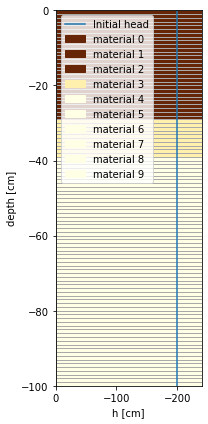 0
Initial head
material 0
material 1
material 2
material 3
material 4
material 5
material 6
material 7
material 8
material 9
−20
−40
−60
−80
−100
depth [cm]
0
−100
−200
h [cm]